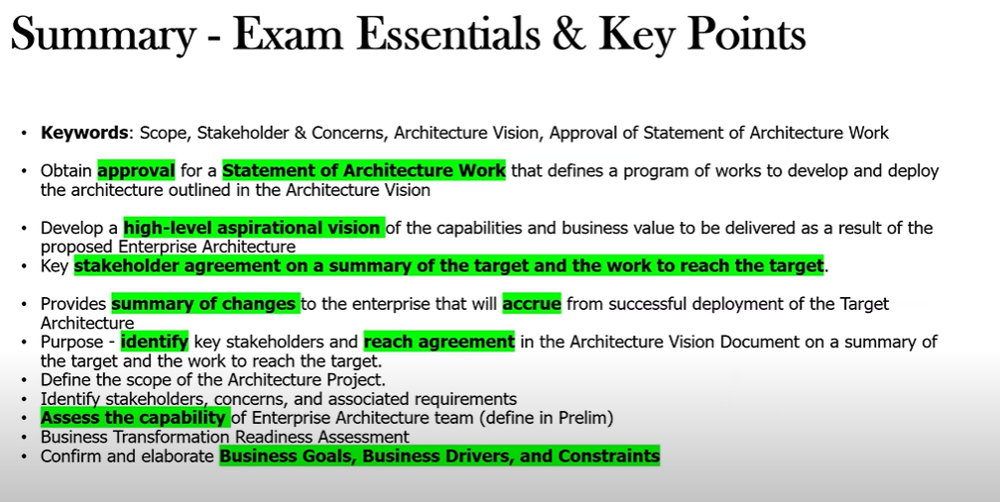 Summary - Exam Essentials & Key Points
• Keywords: Scope, Stakeholder & Concerns, Architecture Vision, Approval of Statement of Architecture Work
• Obtain approval for a Statement of Architecture Work that defines a program of works to develop and deploy
the architecture outlined in the Architecture Vision
• Develop a high-level aspirational vision of the capabilities and business value to be delivered as a result of the
proposed Enterprise Architecture
• Key stakeholder agreement on a summary of the target and the work to reach the target.
• Provides summary of changes to the enterprise that will accrue from successful deployment of the Target
Architecture
• Purpose - identify key stakeholders and reach agreement in the Architecture Vision Document on a summary of
the target and the work to reach the target.
• Define the scope of the Architecture Project.
• Identify stakeholders, concerns, and associated requirements
• Assess the capability of Enterprise Architecture team (define in Prelim)
• Business Transformation Readiness Assessment
• Confirm and elaborate Business Goals, Business Drivers, and Constraints